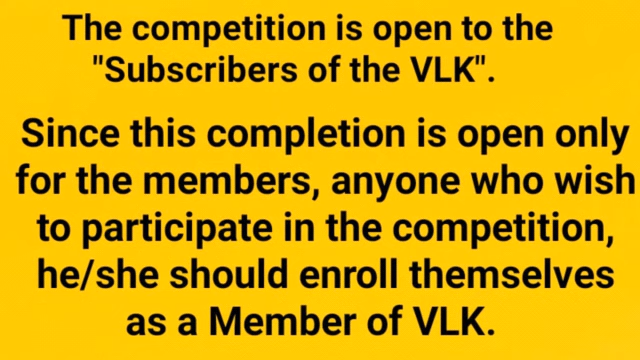 The competition is open to the
"Subscribers of the VLK".
Since this completion is open only
for the members, anyone who wish
to participate in the competition,
he/she should enroll themselves
as a Member of VLK.